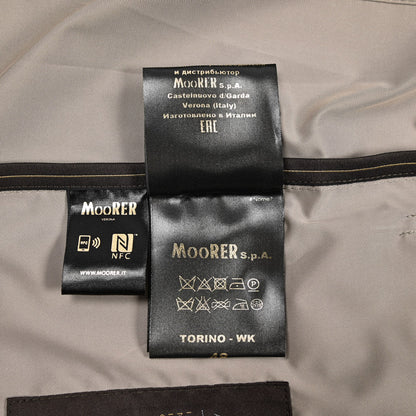 и дистрибьютор
MOORER S.p.A.
Castelnuovo d/Garda
Verona (Italy)
Изготовлено в Италии
EAC
MOORER
VERONA
NFC
WWW.MOORER.IT
MOORER S.p.A.
P
TORINO - WK